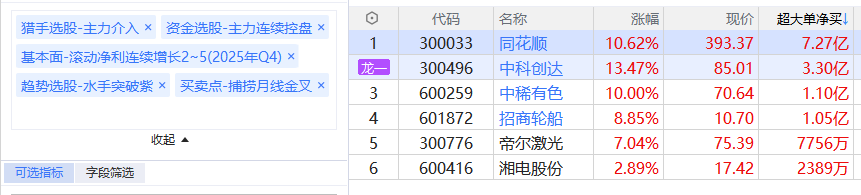 猎手选股-主力介入 × 资金选股-主力连续控盘 ×
基本面-滚动净利连续增长2~5(2025年Q4) ×
趋势选股-水手突破紫 × 买卖点-捕捞月线金叉 ×
收起 ▲
可选指标 字段筛选
代码 名称 涨幅 现价 超大单净买↓
1 300033 同花顺 10.62% 393.37 7.27亿
龙一 300496 中科创达 13.47% 85.01 3.30亿
3 600259 中稀有色 10.00% 70.64 1.10亿
4 601872 招商轮船 8.85% 10.70 1.05亿
5 300776 帝尔激光 7.04% 75.39 7756万
6 600416 湘电股份 2.89% 17.42 2389万